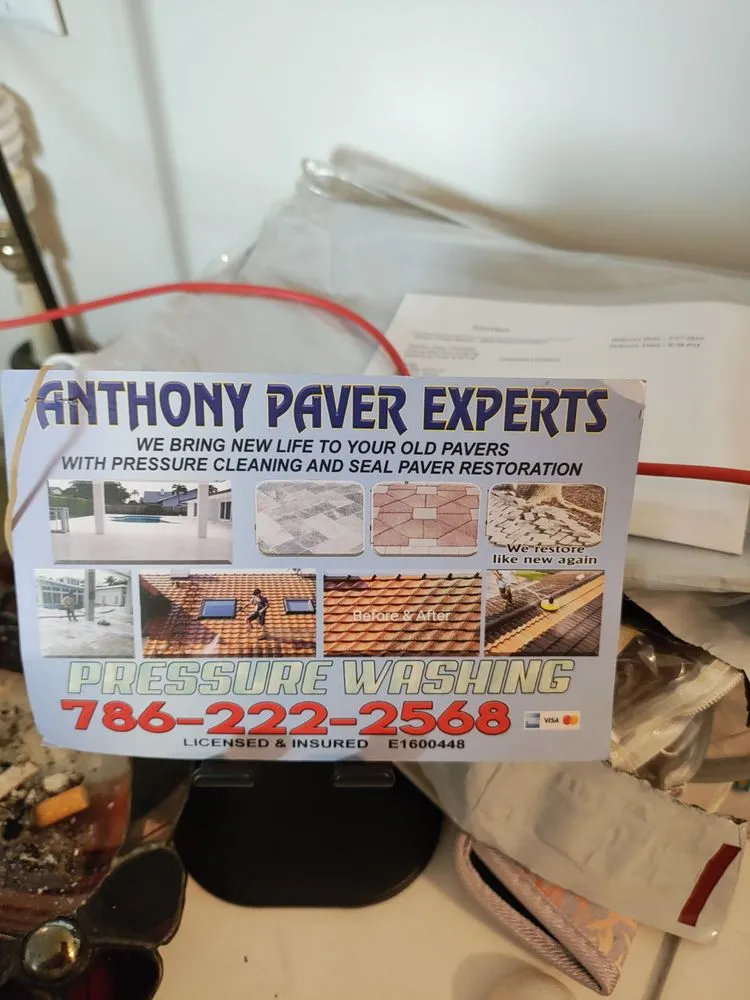 ANTHONY PAVER EXPERTS
WE BRING NEW LIFE TO YOUR OLD PAVERS
WITH PRESSURE CLEANING AND SEAL PAVER RESTORATION
We restore
like new again
Before & After
PRESSURE WASHING
786-222-2568
VISA
LICENSED & INSURED E1600448